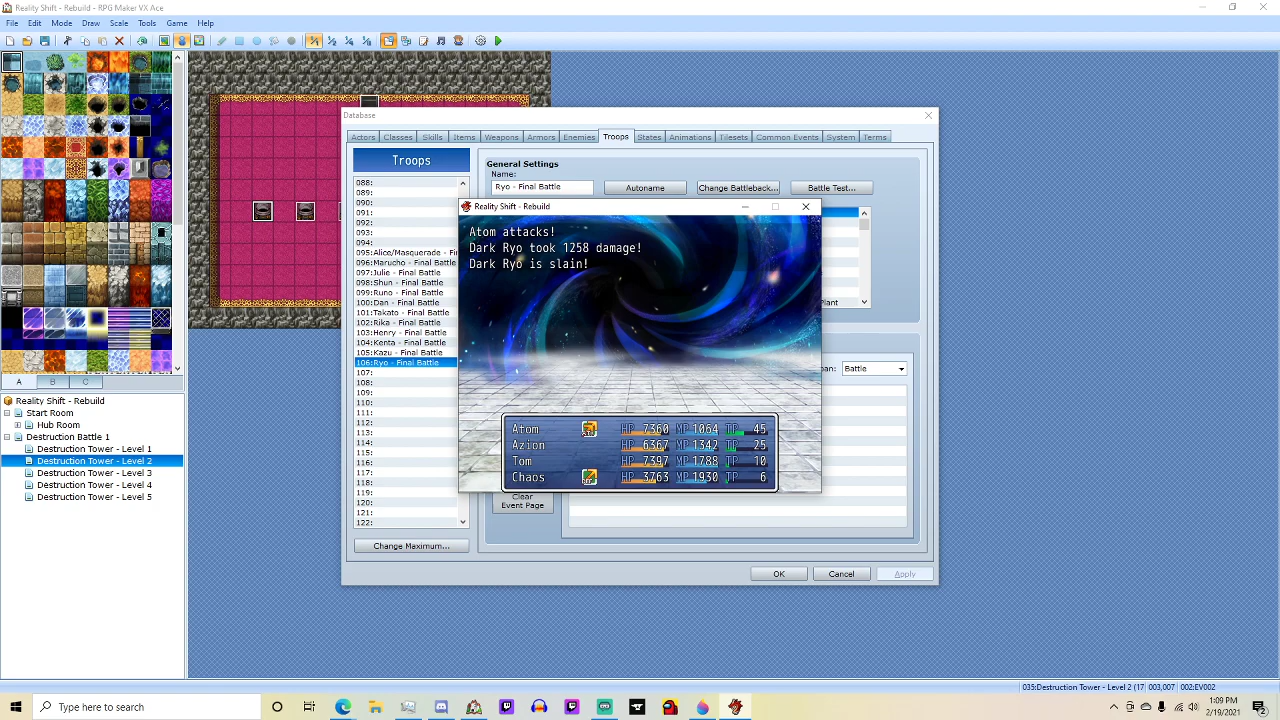 Reality Shift - Rebuild - RPG Maker VX Ace
File Edit Mode Draw Scale Tools Game Help
Database
Actors Classes Skills Items Weapons Armors Enemies Troops States Animations Tilesets Common Events System Terms
Troops
088:
089:
090:
091:
092:
093:
094:
095:Alice/Masquerade - Fi
096:Marucho - Final Battle
097:Julie - Final Battle
098:Shun - Final Battle
099:Runo - Final Battle
100:Dan - Final Battle
101:Takato - Final Battle
102:Rika - Final Battle
103:Henry - Final Battle
104:Kenta - Final Battle
105:Kazu - Final Battle
106:Ryo - Final Battle
107:
108:
109:
110:
111:
112:
113:
114:
115:
116:
117:
118:
119:
120:
121:
122:
Change Maximum...
General Settings
Name:
Ryo - Final Battle
Autoname
Change Battleback...
Battle Test...
Plant
Battle
Reality Shift - Rebuild
Atom attacks!
Dark Ryo took 1258 damage!
Dark Ryo is slain!
Atom HP 7360 MP 1064 TP 45
Azion HP 6367 MP 1342 TP 25
Tom HP 7397 MP 1788 TP 10
Chaos HP 3763 MP 1930 TP 6
Clear
Event Page
OK Cancel Apply
A B C
Reality Shift - Rebuild
Start Room
Hub Room
Destruction Battle 1
Destruction Tower - Level 1
Destruction Tower - Level 2
Destruction Tower - Level 3
Destruction Tower - Level 4
Destruction Tower - Level 5
035:Destruction Tower - Level 2 (17 003,007 002:EV002
Type here to search
1:09 PM
2/19/2021